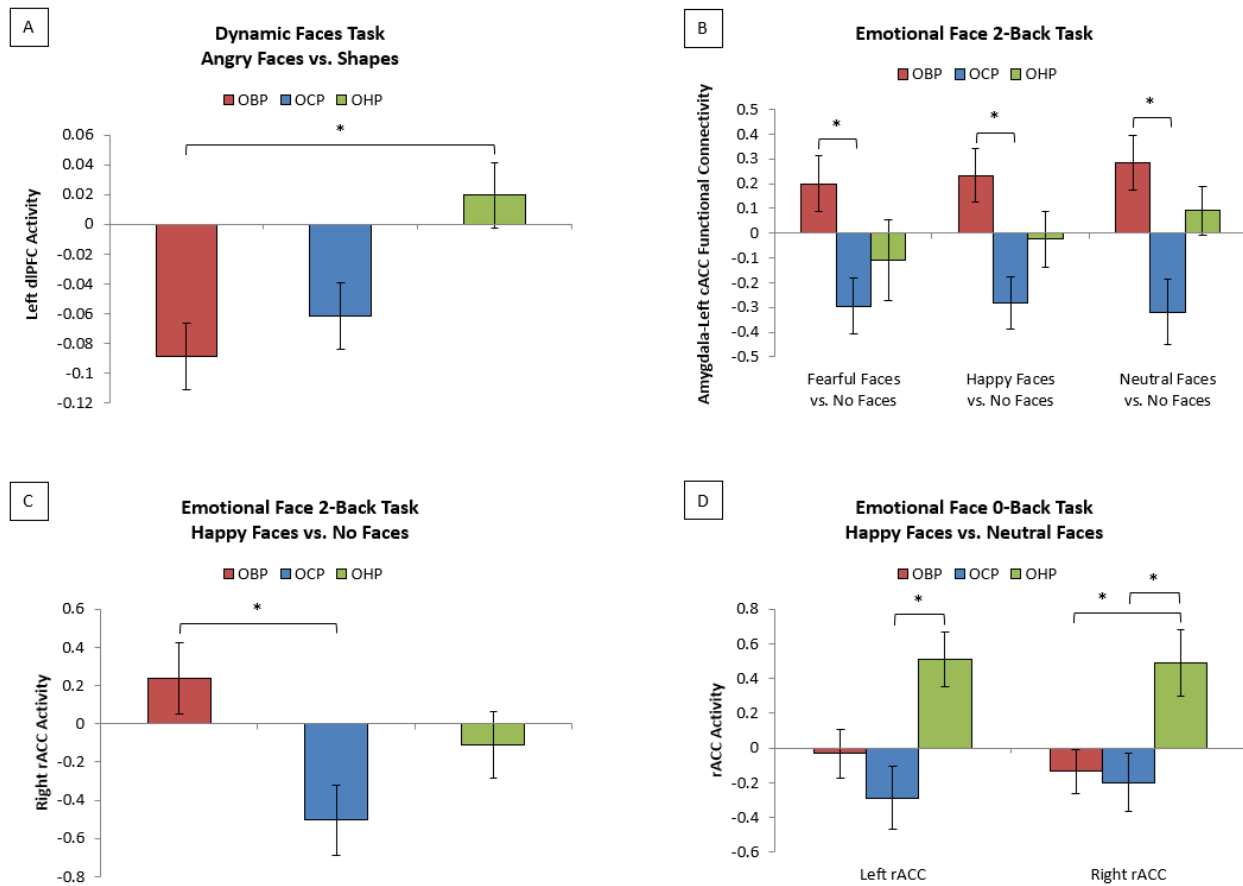 A
Dynamic Faces Task
Angry Faces vs. Shapes
OBP OCP OHP
*
0.06
0.04
0.02
0
-0.02
-0.04
-0.06
-0.08
-0.1
-0.12
Left dlPFC Activity
B
Emotional Face 2-Back Task
OBP OCP OHP
* * *
0.5
0.4
0.3
0.2
0.1
0
-0.1
-0.2
-0.3
-0.4
-0.5
Amygdala-Left cACC Functional Connectivity
Fearful Faces Happy Faces Neutral Faces
vs. No Faces vs. No Faces vs. No Faces
C
Emotional Face 2-Back Task
Happy Faces vs. No Faces
OBP OCP OHP
*
0.6
0.4
0.2
0
-0.2
-0.4
-0.6
-0.8
Right rACC Activity
D
Emotional Face 0-Back Task
Happy Faces vs. Neutral Faces
OBP OCP OHP
* * *
0.8
0.6
0.4
0.2
0
-0.2
-0.4
-0.6
rACC Activity
Left rACC Right rACC